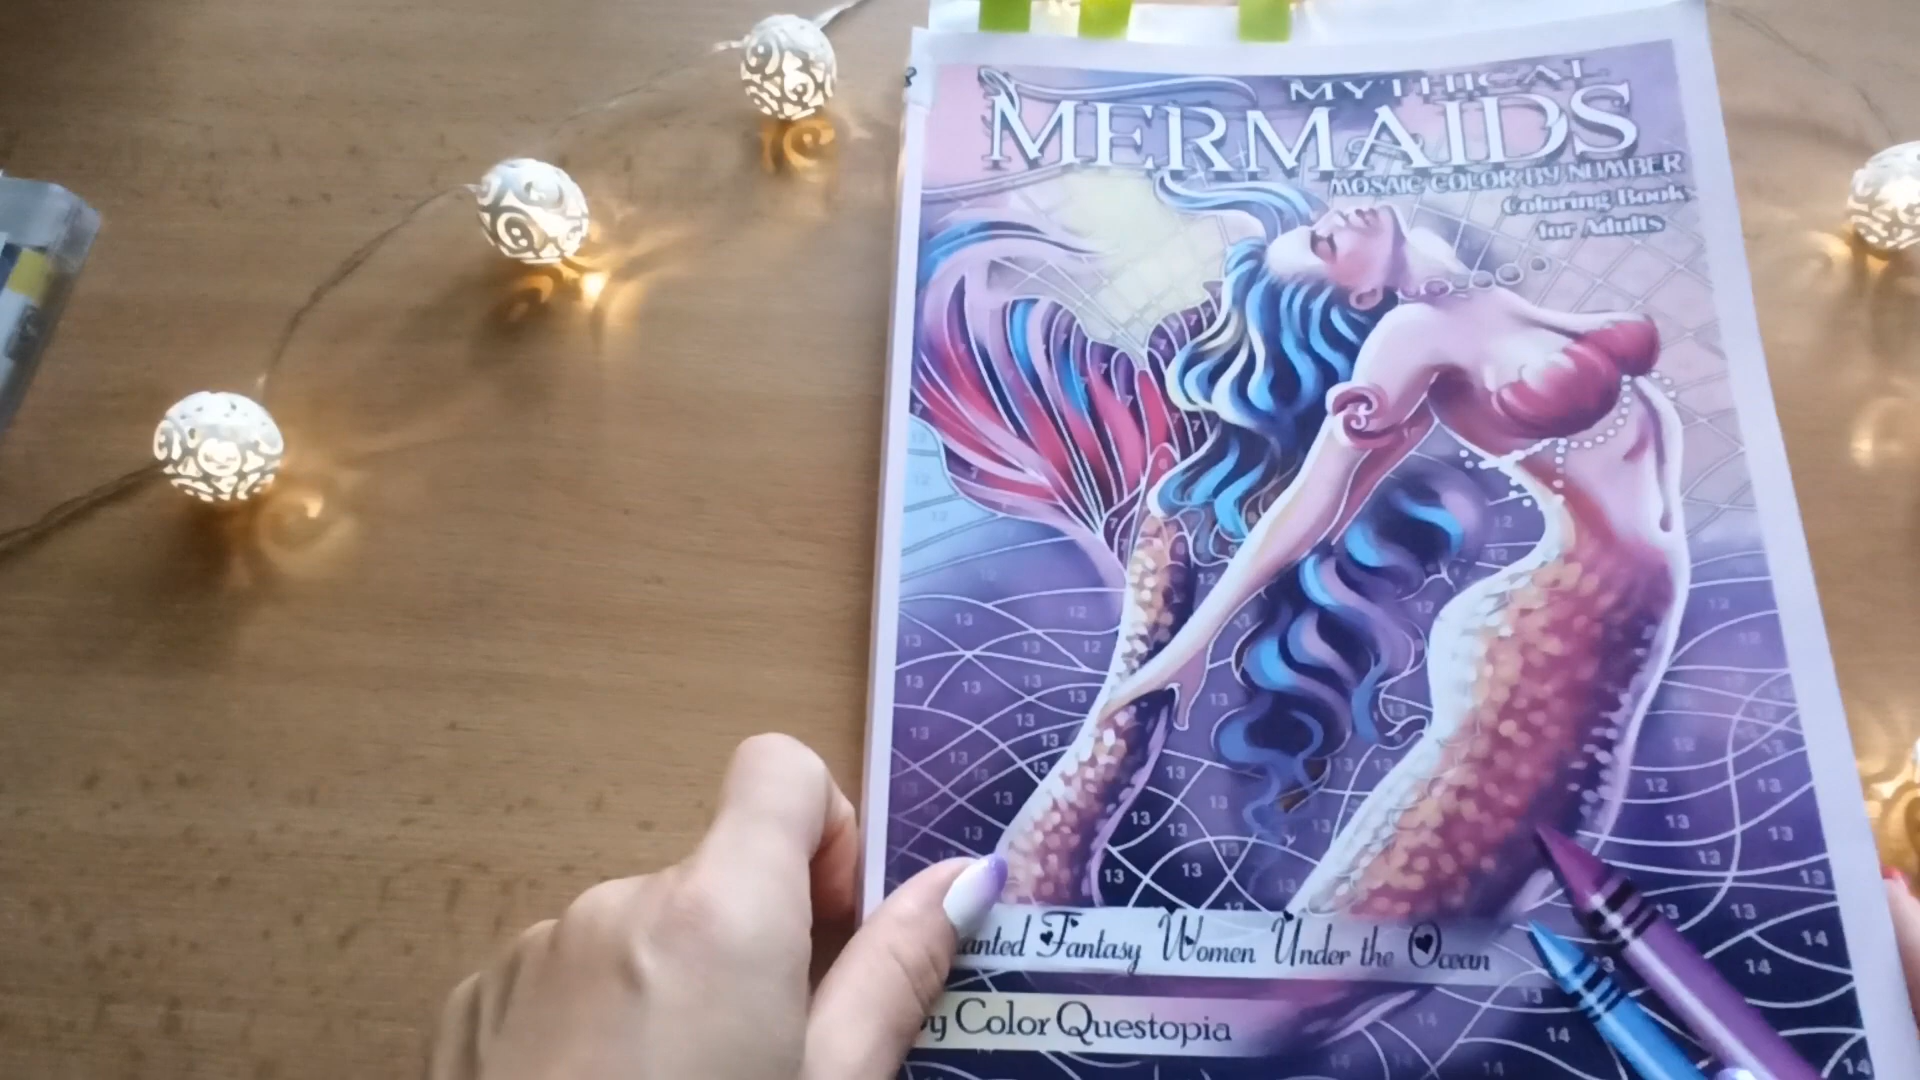 MYTHICAL
MERMAIDS
MOSAIC COLOR BY NUMBER
Coloring Book
for Adults
Fantasy Women Under the Ocean
Color Questopia